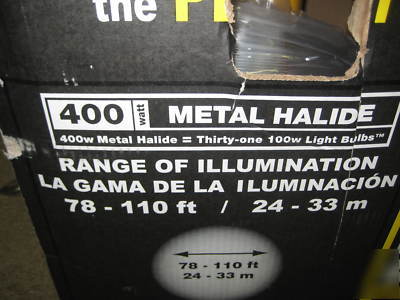 the
400 watt METAL HALIDE
400w Metal Halide = Thirty-one 100w Light Bulbs™
RANGE OF ILLUMINATION
LA GAMA DE LA ILUMINACIÓN
78 - 110 ft / 24 - 33 m
78 - 110 ft
24 - 33 m